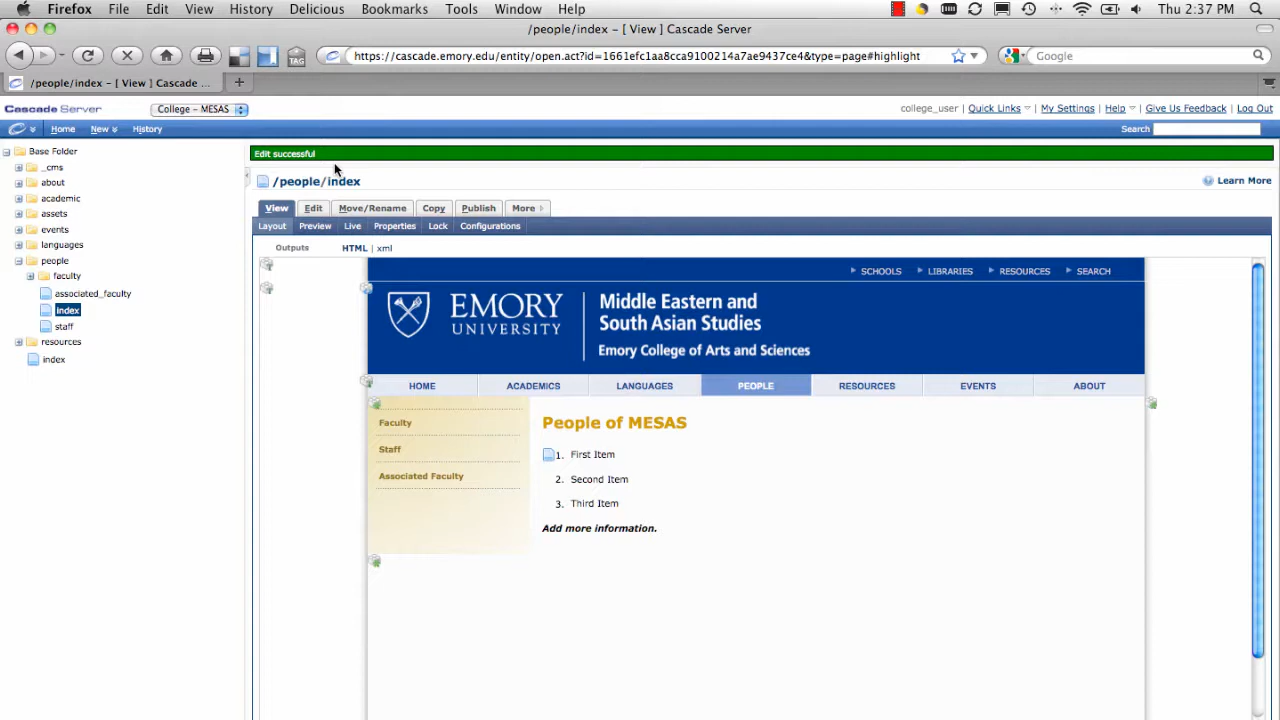 Firefox File Edit View History Delicious Bookmarks Tools Window Help Thu 2:37 PM
/people/index – [ View ] Cascade Server
https://cascade.emory.edu/entity/open.act?id=1661efc1aa8cca9100214a7ae9437ce4&type=page#highlight Google
TAG
/people/index – [ View ] Cascade ... +
Cascade Server College – MESAS college_user | Quick Links | My Settings | Help | Give Us Feedback | Log Out
Home New History Search
Base Folder
_cms
about
academic
assets
events
languages
people
faculty
associated_faculty
index
staff
resources
index
Edit successful
/people/index Learn More
View Edit Move/Rename Copy Publish More
Layout Preview Live Properties Lock Configurations
Outputs HTML | xml
SCHOOLS LIBRARIES RESOURCES SEARCH
EMORY
UNIVERSITY
Middle Eastern and
South Asian Studies
Emory College of Arts and Sciences
HOME ACADEMICS LANGUAGES PEOPLE RESOURCES EVENTS ABOUT
Faculty
Staff
Associated Faculty
People of MESAS
1. First Item
2. Second Item
3. Third Item
Add more information.